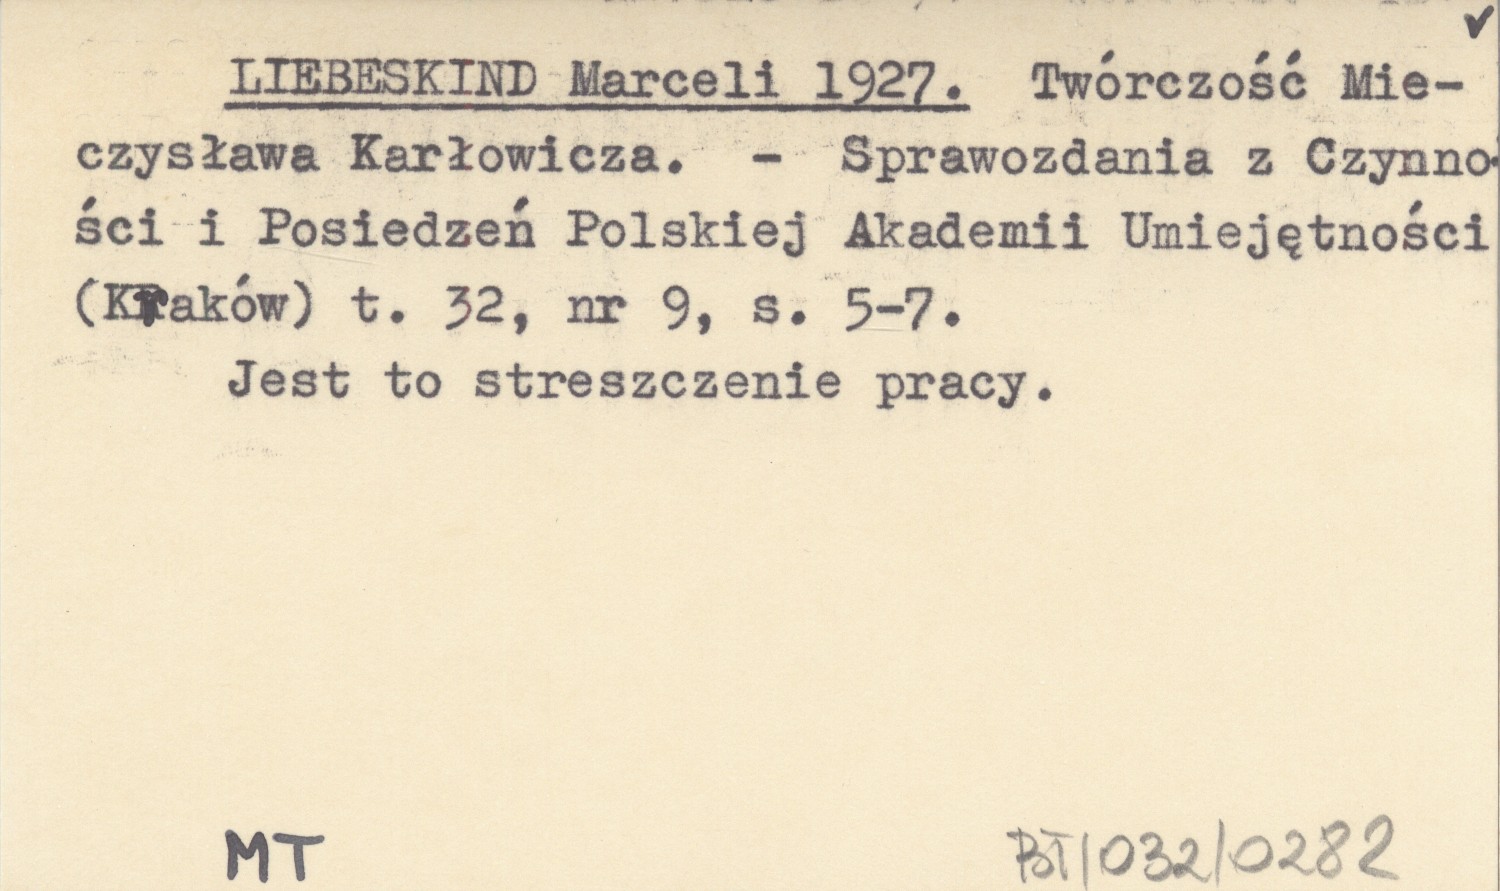 ✓
LIEBESKIND Marceli 1927. Twórczość Mie-
czysława Karłowicza. - Sprawozdania z Czynno-
ści i Posiedzeń Polskiej Akademii Umiejętności
(Kraków) t. 32, nr 9, s. 5-7.
Jest to streszczenie pracy.
MT
BT/032/0282